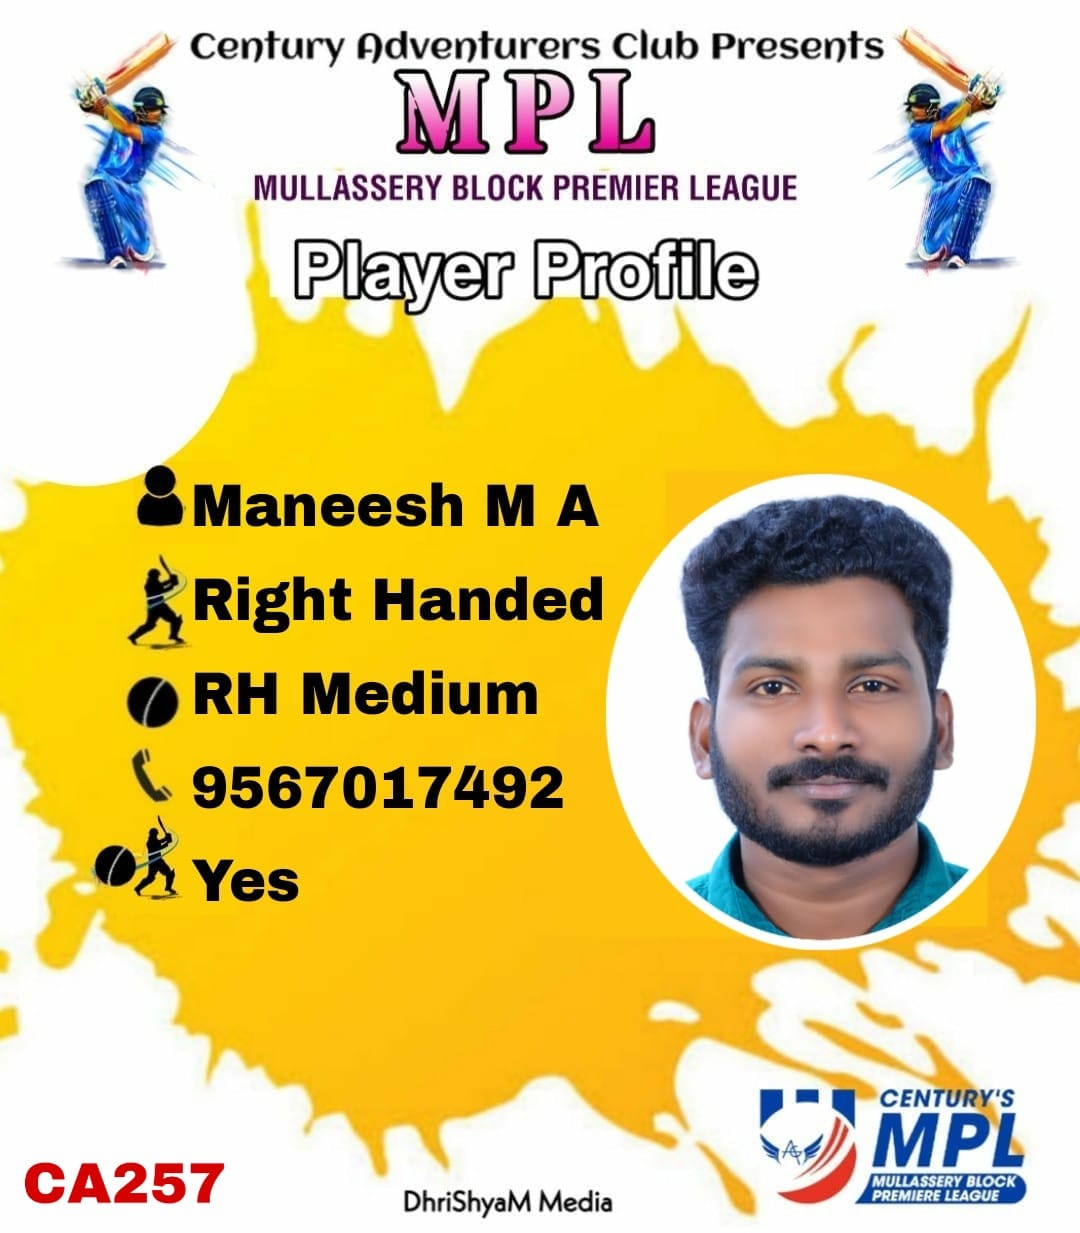 Century Adventurers Club Presents
MPL
MULLASSERY BLOCK PREMIER LEAGUE
Player Profile
Maneesh M A
Right Handed
RH Medium
9567017492
Yes
CENTURY'S
MPL
MULLASSERY BLOCK
PREMIERE LEAGUE
CA257
DhriShyaM Media